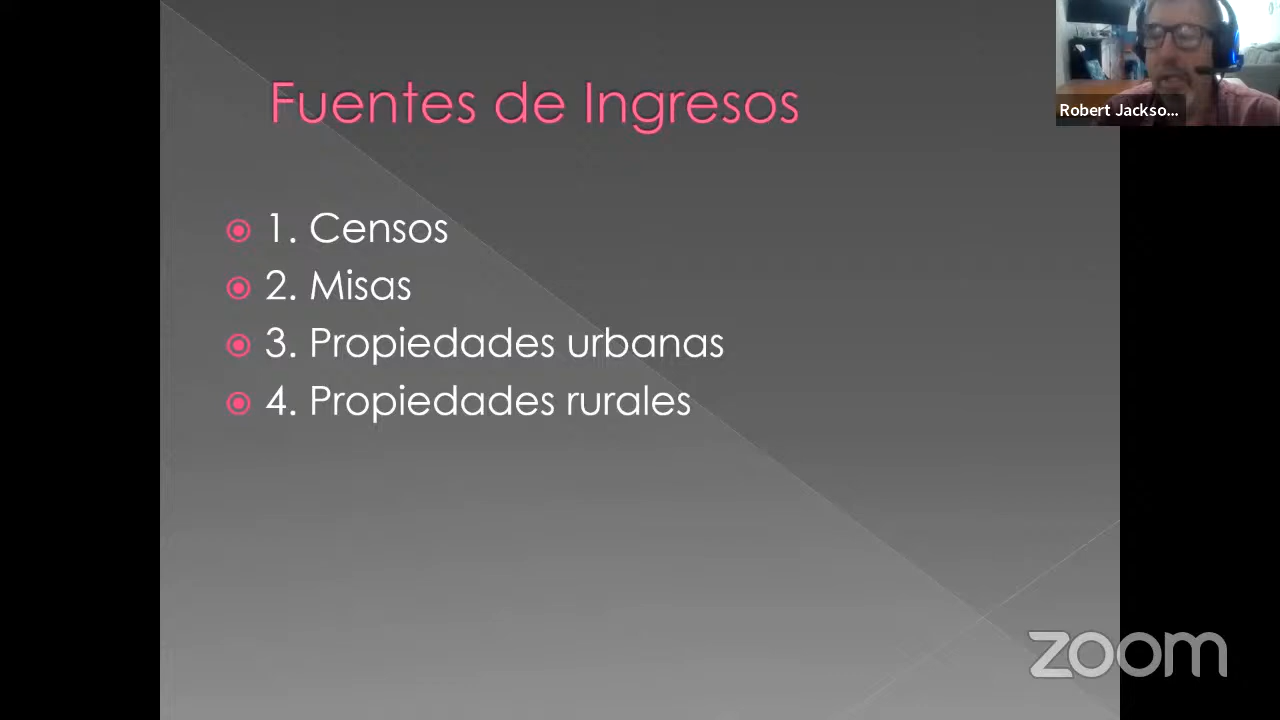 Fuentes de Ingresos
Robert Jackso...
1. Censos
2. Misas
3. Propiedades urbanas
4. Propiedades rurales
zoom